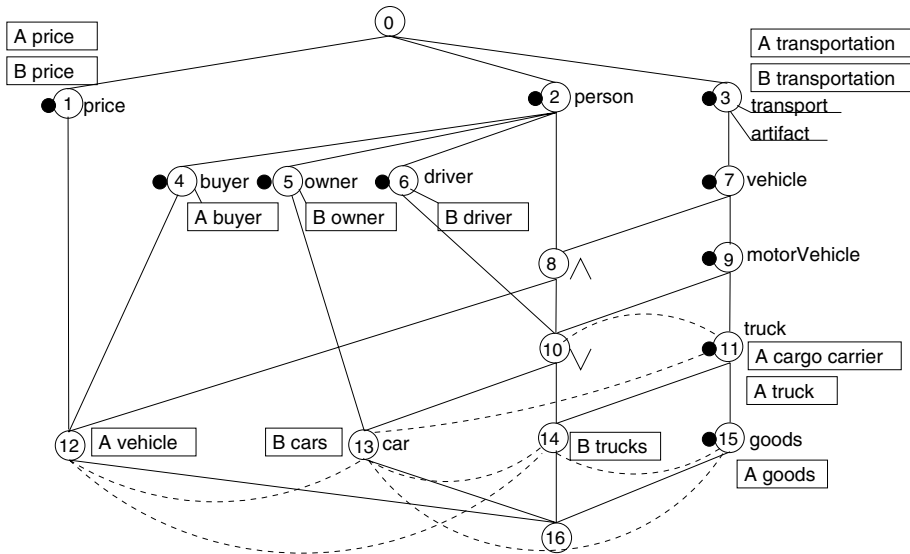 0
A price
A transportation
B price
B transportation
1 price
2 person
3
transport
artifact
4 buyer
5 owner
6 driver
7 vehicle
A buyer
B owner
B driver
8 ∧
9 motorVehicle
truck
10 ∨
11
A cargo carrier
A truck
12
A vehicle
B cars
13 car
14
B trucks
15 goods
A goods
16